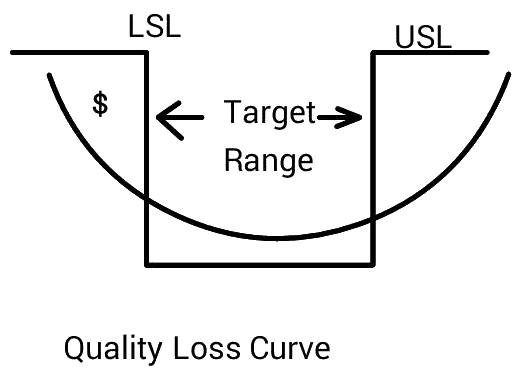 LSL
USL
$
Target
Range
Quality Loss Curve